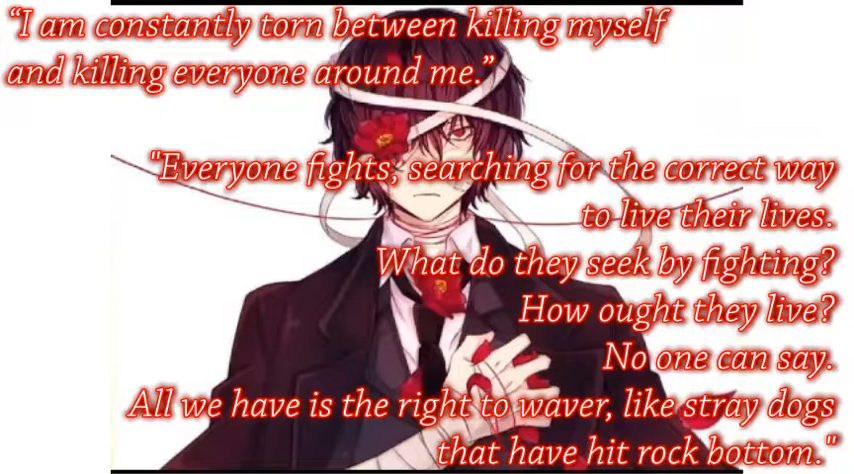 “I am constantly torn between killing myself
and killing everyone around me.”
"Everyone fights, searching for the correct way
to live their lives.
What do they seek by fighting?
How ought they live?
No one can say.
All we have is the right to waver, like stray dogs
that have hit rock bottom."